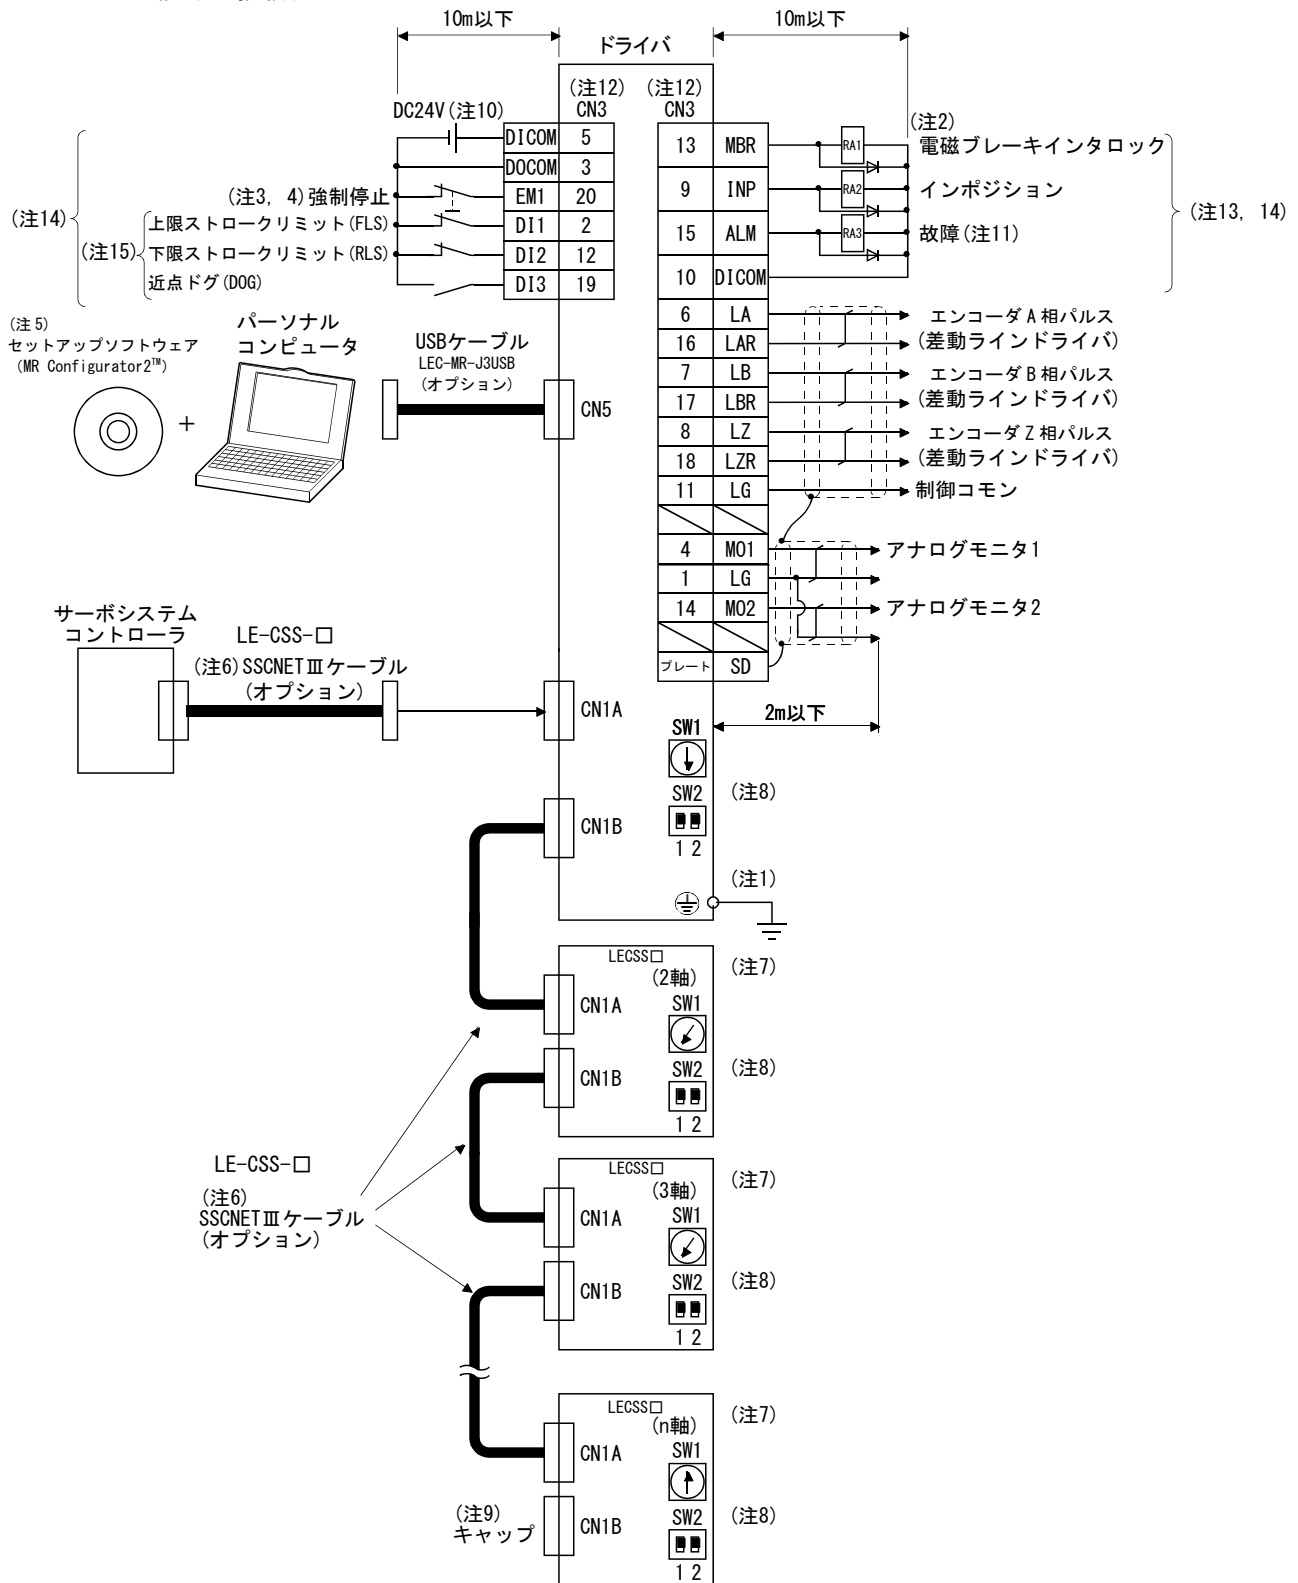 10m以下
10m以下
ドライバ
(注12)
CN3
(注12)
CN3
DC24V(注10)
DICOM 5
DOCOM 3
(注3, 4)強制停止 EM1 20
(注14)
(注15)
上限ストロークリミット(FLS) DI1 2
下限ストロークリミット(RLS) DI2 12
近点ドグ(DOG) DI3 19
13 MBR RA1
(注2)
電磁ブレーキインタロック
9 INP RA2 インポジション
15 ALM RA3 故障(注11)
10 DICOM
(注13, 14)
6 LA エンコーダA相パルス
16 LAR (差動ラインドライバ)
7 LB エンコーダB相パルス
17 LBR (差動ラインドライバ)
8 LZ エンコーダZ相パルス
18 LZR (差動ラインドライバ)
11 LG 制御コモン
4 MO1 アナログモニタ1
1 LG
14 MO2 アナログモニタ2
プレート SD
2m以下
(注5)
セットアップソフトウェア
(MR Configurator2™)
+
パーソナル
コンピュータ
USBケーブル
LEC-MR-J3USB
(オプション)
CN5
サーボシステム
コントローラ
LE-CSS-□
(注6)SSCNETⅢケーブル
(オプション)
CN1A
SW1
SW2
(注8)
1 2
CN1B
(注1)
LECSS□
(2軸)
(注7)
CN1A
SW1
CN1B
SW2
(注8)
1 2
LE-CSS-□
(注6)
SSCNETⅢケーブル
(オプション)
LECSS□
(3軸)
(注7)
CN1A
SW1
CN1B
SW2
(注8)
1 2
LECSS□
(n軸)
(注7)
CN1A
SW1
(注9)
キャップ
CN1B
SW2
(注8)
1 2